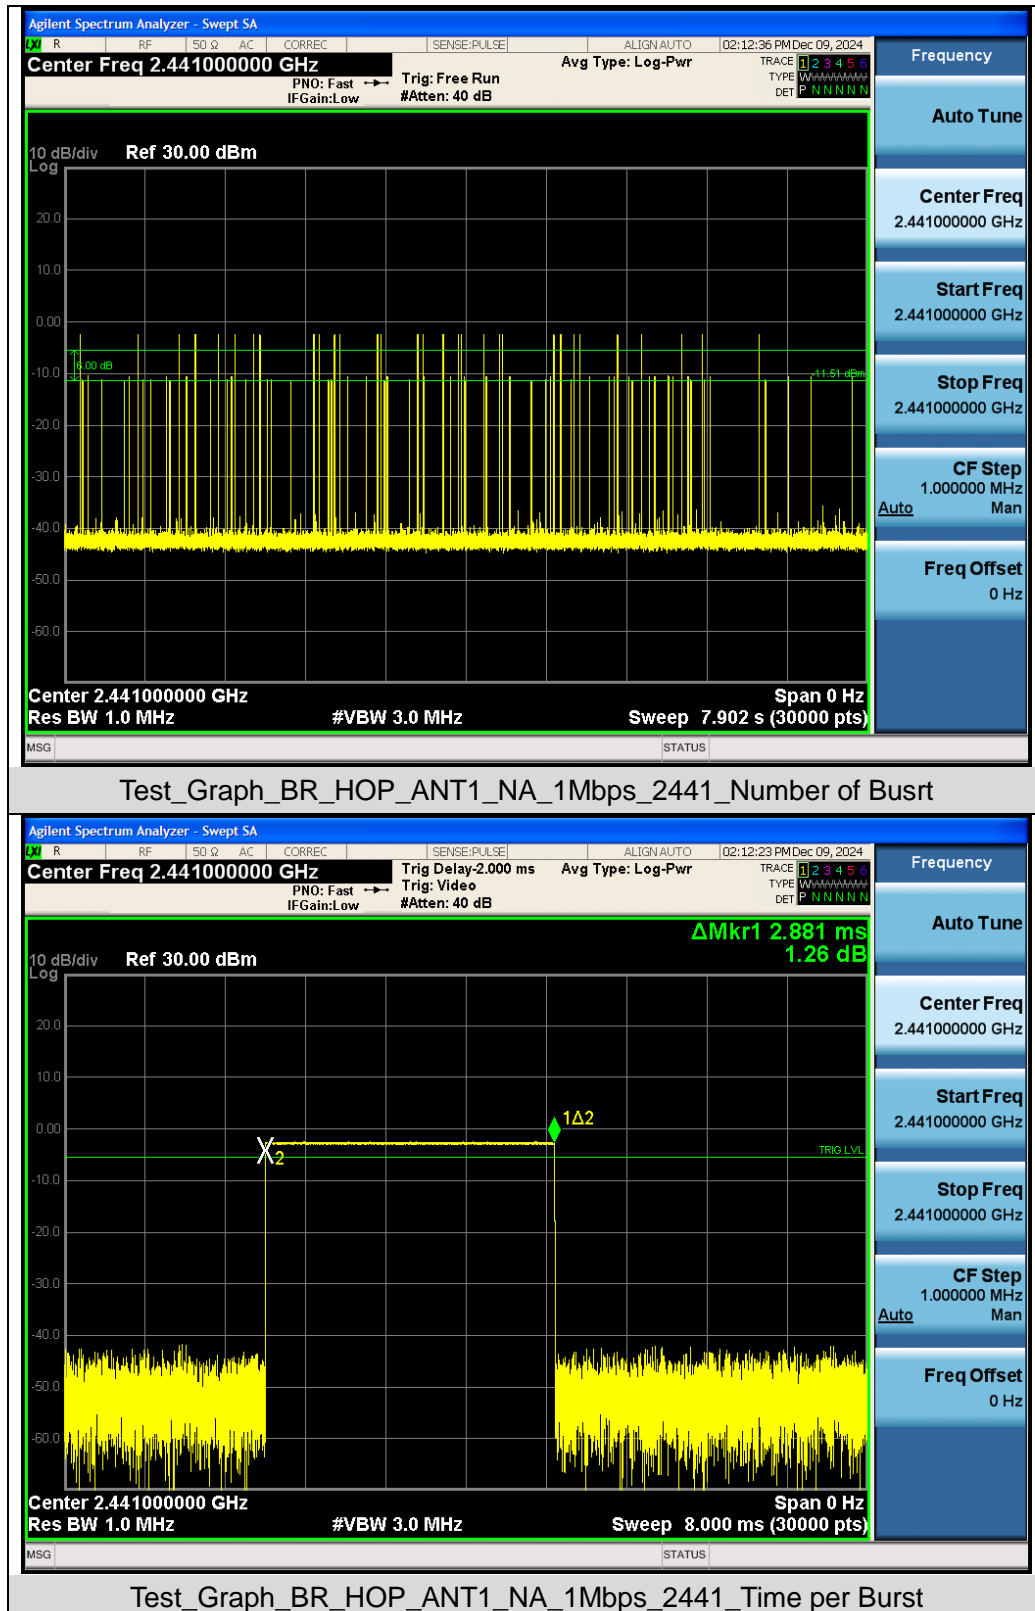 Agilent Spectrum Analyzer - Swept SA
LXI R RF 50 Ω AC CORREC SENSE:PULSE ALIGN AUTO 02:12:36 PM Dec 09, 2024
Center Freq 2.441000000 GHz
PNO: Fast
IFGain:Low
Trig: Free Run
#Atten: 40 dB
Avg Type: Log-Pwr
TRACE 1 2 3 4 5 6
TYPE W
DET P N N N N N
10 dB/div
Log
Ref 30.00 dBm
20.0
10.0
0.00
6.00 dB
-10.0
-11.51 dBm
-20.0
-30.0
-40.0
-50.0
-60.0
Center 2.441000000 GHz Span 0 Hz
Res BW 1.0 MHz #VBW 3.0 MHz Sweep 7.902 s (30000 pts)
MSG STATUS
Frequency
Auto Tune
Center Freq
2.441000000 GHz
Start Freq
2.441000000 GHz
Stop Freq
2.441000000 GHz
CF Step
1.000000 MHz
Auto Man
Freq Offset
0 Hz
Test_Graph_BR_HOP_ANT1_NA_1Mbps_2441_Number of Busrt
Agilent Spectrum Analyzer - Swept SA
LXI R RF 50 Ω AC CORREC SENSE:PULSE ALIGN AUTO 02:12:23 PM Dec 09, 2024
Center Freq 2.441000000 GHz
PNO: Fast
IFGain:Low
Trig Delay-2.000 ms
Trig: Video
#Atten: 40 dB
Avg Type: Log-Pwr
TRACE 1 2 3 4 5 6
TYPE W
DET P N N N N N
ΔMkr1 2.881 ms
1.26 dB
10 dB/div
Log
Ref 30.00 dBm
20.0
10.0
0.00
1Δ2
2
TRIG LVL
-10.0
-20.0
-30.0
-40.0
-50.0
-60.0
Center 2.441000000 GHz Span 0 Hz
Res BW 1.0 MHz #VBW 3.0 MHz Sweep 8.000 ms (30000 pts)
MSG STATUS
Frequency
Auto Tune
Center Freq
2.441000000 GHz
Start Freq
2.441000000 GHz
Stop Freq
2.441000000 GHz
CF Step
1.000000 MHz
Auto Man
Freq Offset
0 Hz
Test_Graph_BR_HOP_ANT1_NA_1Mbps_2441_Time per Burst